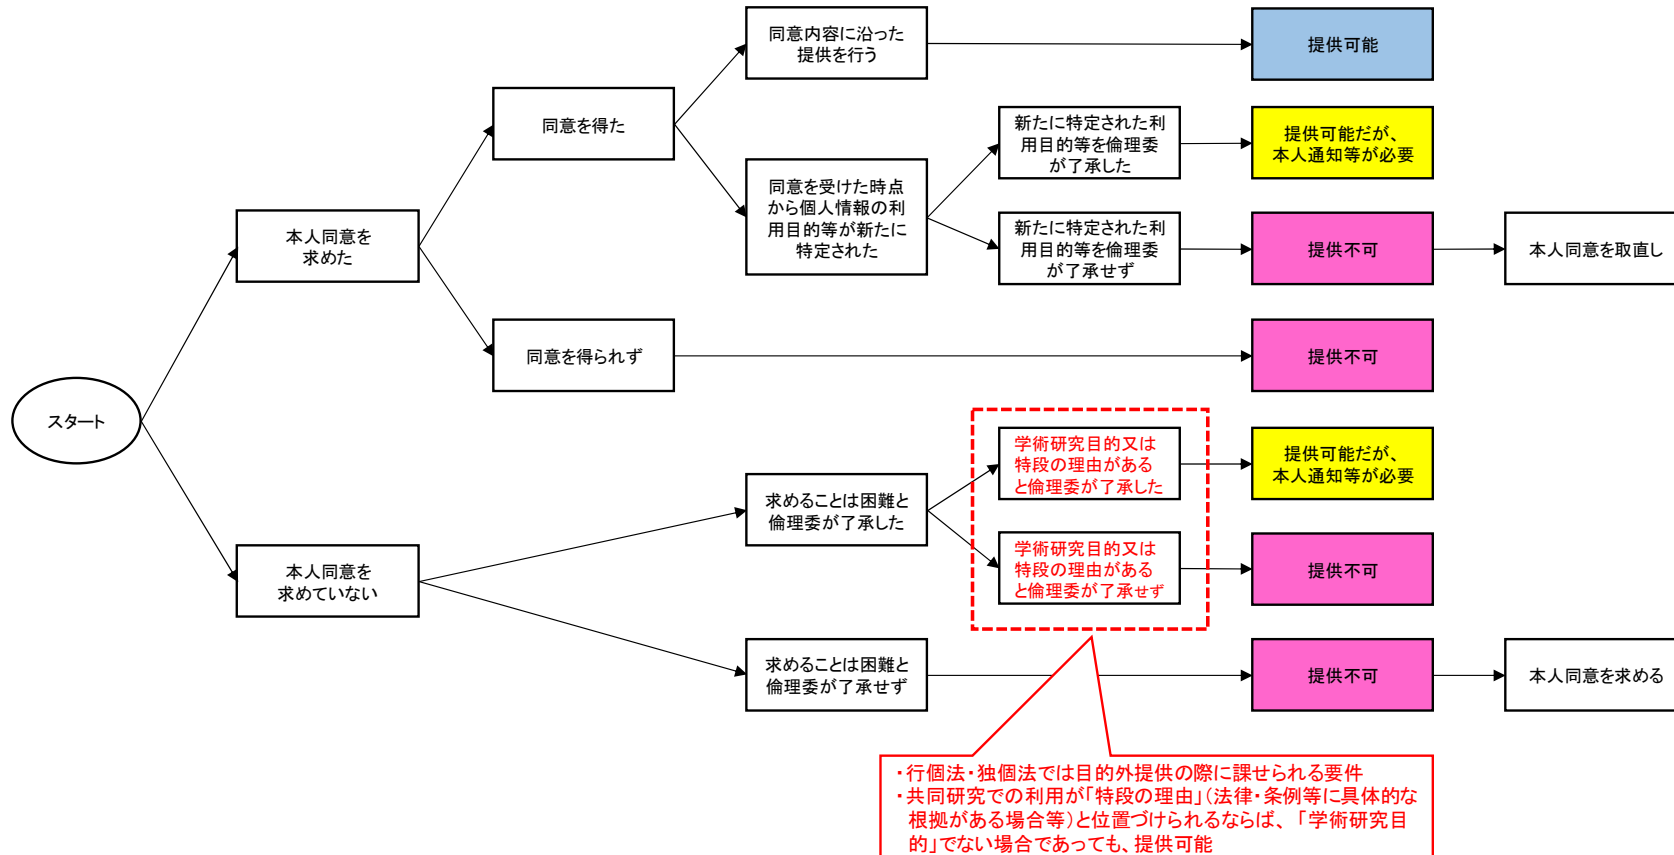 同意内容に沿った
提供を行う
提供可能
同意を得た
新たに特定された利
用目的等を倫理委
が了承した
提供可能だが、
本人通知等が必要
同意を受けた時点
から個人情報の利
用目的等が新たに
特定された
本人同意を
求めた
新たに特定された利
用目的等を倫理委
が了承せず
提供不可
本人同意を取直し
同意を得られず
提供不可
スタート
学術研究目的又は
特段の理由がある
と倫理委が了承した
提供可能だが、
本人通知等が必要
求めることは困難と
倫理委が了承した
学術研究目的又は
特段の理由がある
と倫理委が了承せず
提供不可
本人同意を
求めていない
求めることは困難と
倫理委が了承せず
提供不可
本人同意を求める
・行個法・独個法では目的外提供の際に課せられる要件
・共同研究での利用が「特段の理由」（法律・条例等に具体的な
根拠がある場合等）と位置づけられるならば、「学術研究目
的」でない場合であっても、提供可能